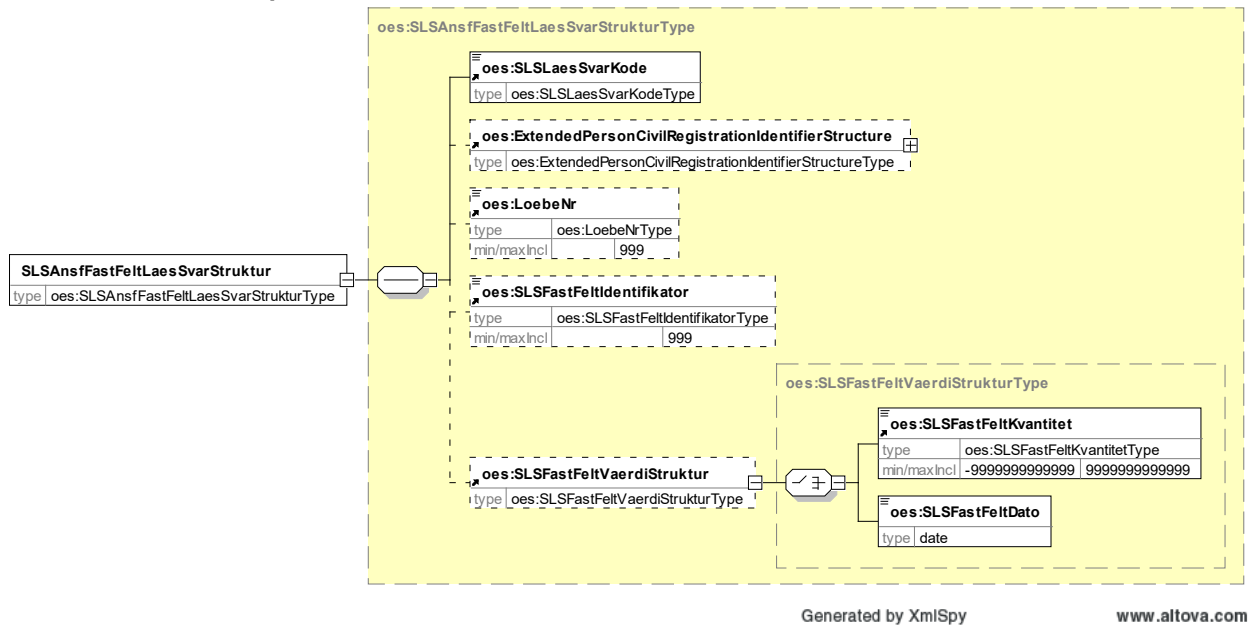 oes:SLSAnsfFastFeltLaesSvarStrukturType
oes:SLSLaesSvarKode
type oes:SLSLaesSvarKodeType
oes:ExtendedPersonCivilRegistrationIdentifierStructure
type oes:ExtendedPersonCivilRegistrationIdentifierStructureType
oes:LoebeNr
type oes:LoebeNrType
min/maxIncl 999
SLSAnsfFastFeltLaesSvarStruktur
type oes:SLSAnsfFastFeltLaesSvarStrukturType
oes:SLSFastFeltIdentifikator
type oes:SLSFastFeltIdentifikatorType
min/maxIncl 999
oes:SLSFastFeltVaerdiStrukturType
oes:SLSFastFeltKvantitet
type oes:SLSFastFeltKvantitetType
min/maxIncl -9999999999999 9999999999999
oes:SLSFastFeltVaerdiStruktur
type oes:SLSFastFeltVaerdiStrukturType
oes:SLSFastFeltDato
type date
Generated by XmlSpy www.altova.com